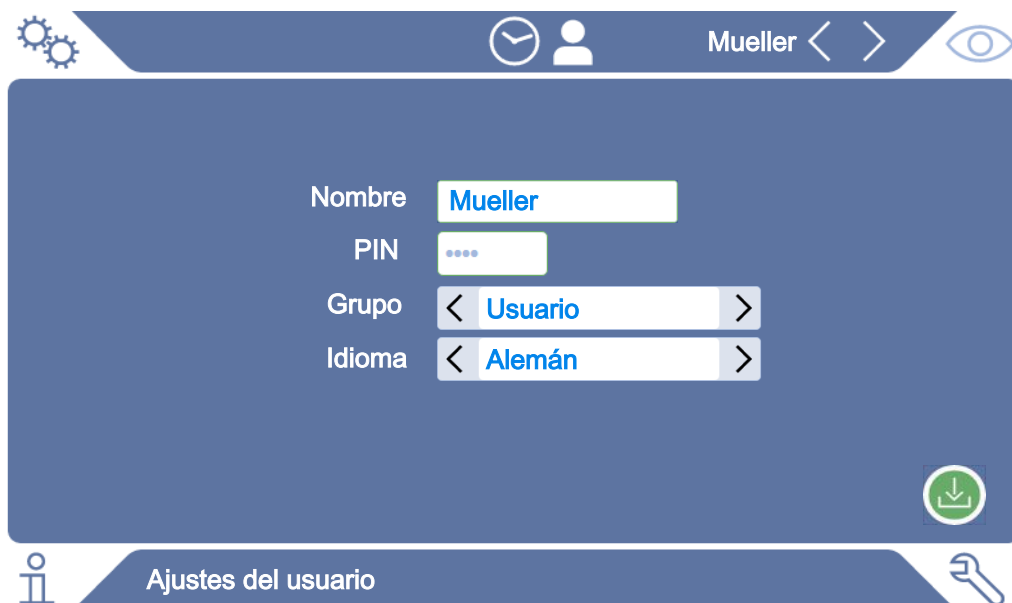 Mueller
Nombre Mueller
PIN ••••
Grupo Usuario
Idioma Alemán
Ajustes del usuario